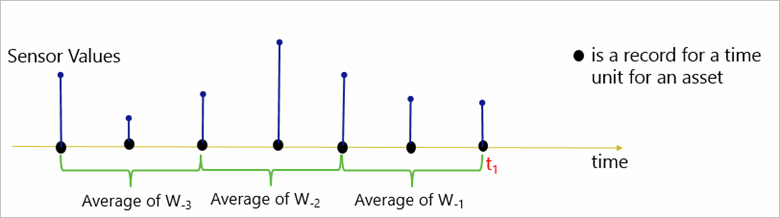 Sensor Values
is a record for a time
unit for an asset
t1
time
Average of W-3
Average of W-2
Average of W-1